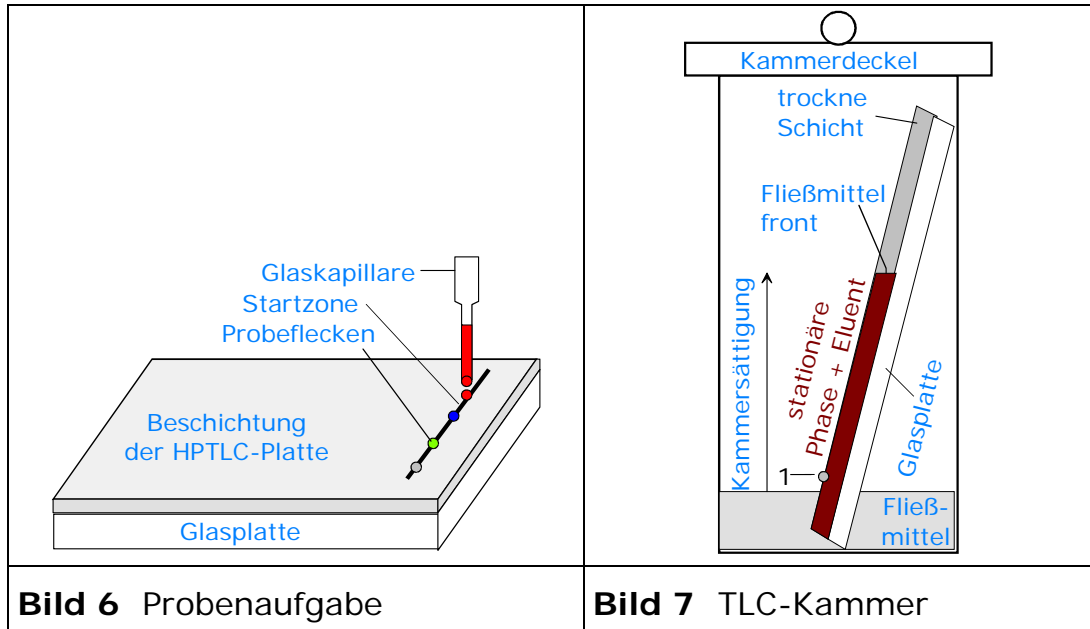 Glaskapillare
Startzone
Probeflecken
Beschichtung
der HPTLC-Platte
Glasplatte
Bild 6 Probenaufgabe
Kammerdeckel
trockne
Schicht
Fließmittel
front
Kammersättigung
stationäre
Phase + Eluent
Glasplatte
1
Fließ-
mittel
Bild 7 TLC-Kammer